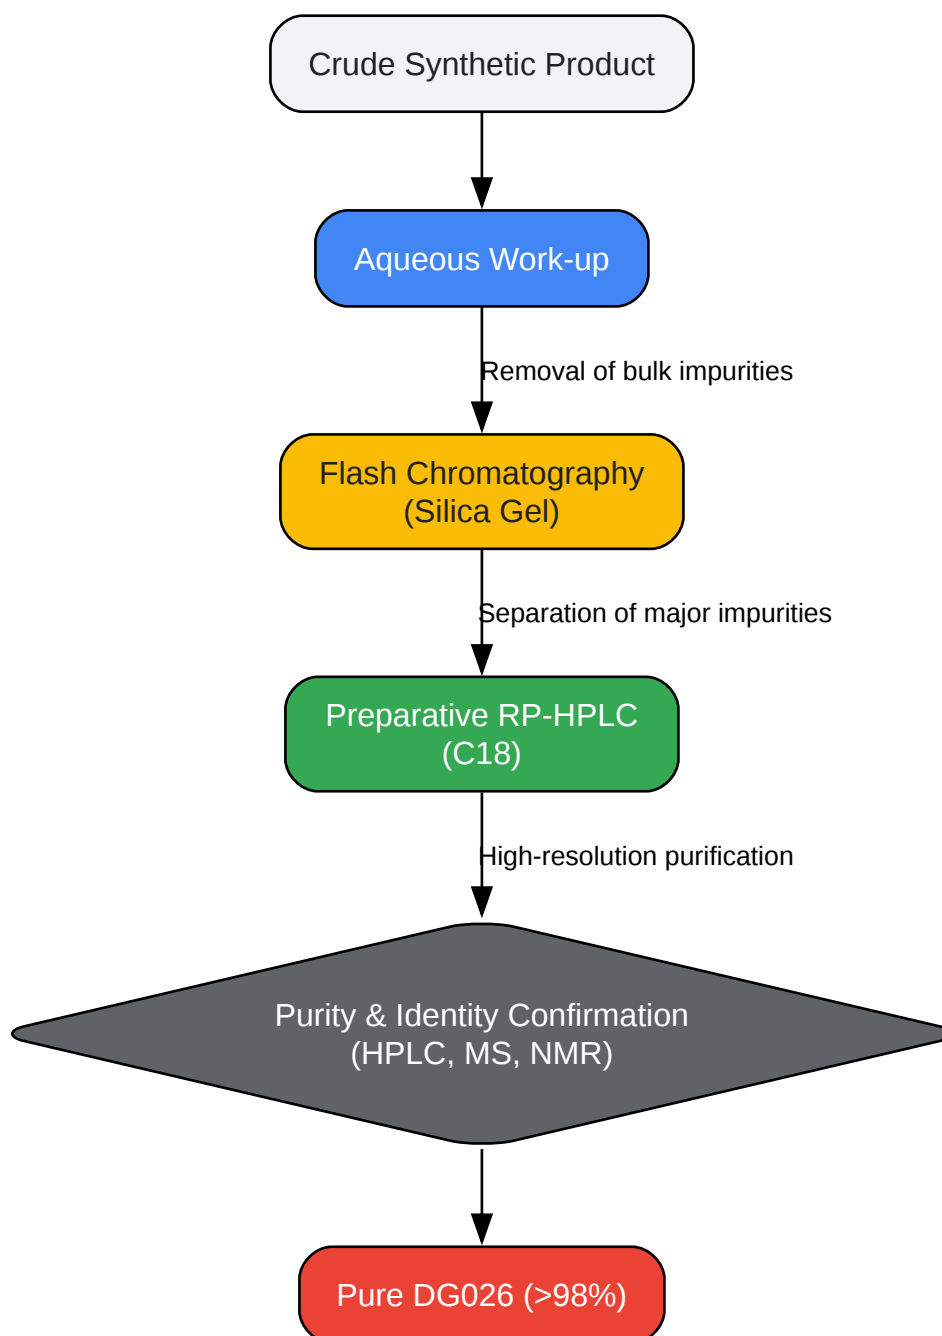 Crude Synthetic Product
Aqueous Work-up
Removal of bulk impurities
Flash Chromatography
(Silica Gel)
Separation of major impurities
Preparative RP-HPLC
(C18)
High-resolution purification
Purity & Identity Confirmation
(HPLC, MS, NMR)
Pure DG026 (>98%)